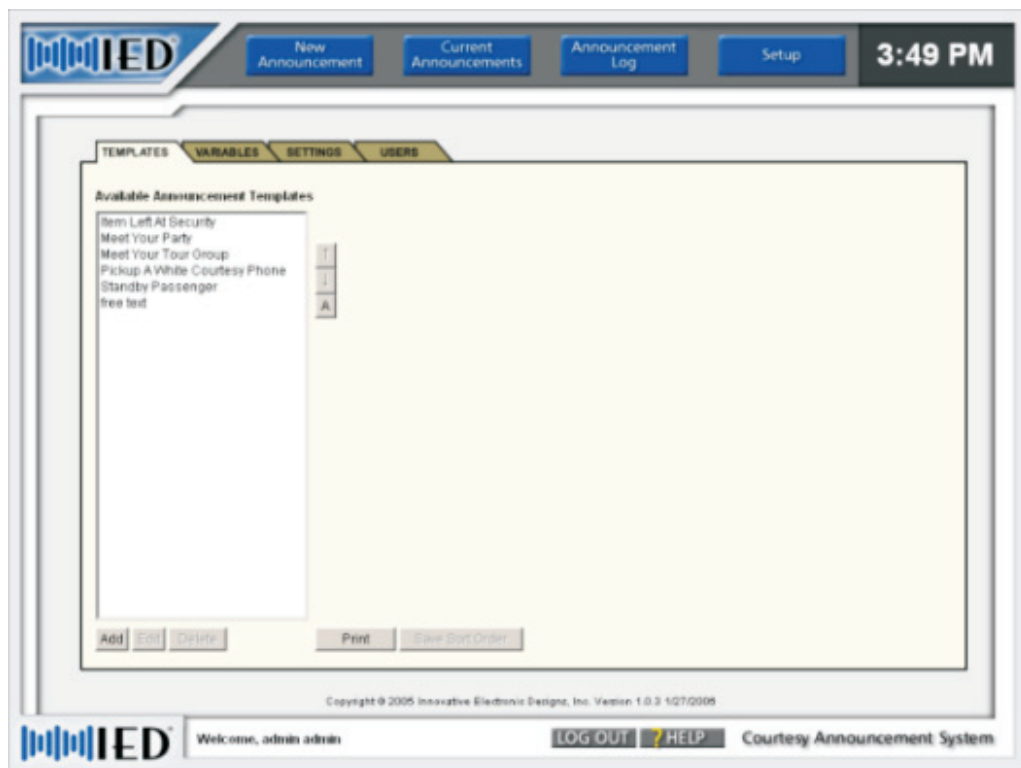 IED
New
Announcement
Current
Announcements
Announcement
Log
Setup
3:49 PM
TEMPLATES VARIABLES SETTINGS USERS
Available Announcement Templates
Item Left At Security
Meet Your Party
Meet Your Tour Group
Pickup A White Courtesy Phone
Standby Passenger
free text
A
Add Edit Delete Print Save Sort Order
Copyright © 2005 Innovative Electronic Designs, Inc. Version 1.0.3 1/27/2006
IED Welcome, admin admin LOG OUT ? HELP Courtesy Announcement System